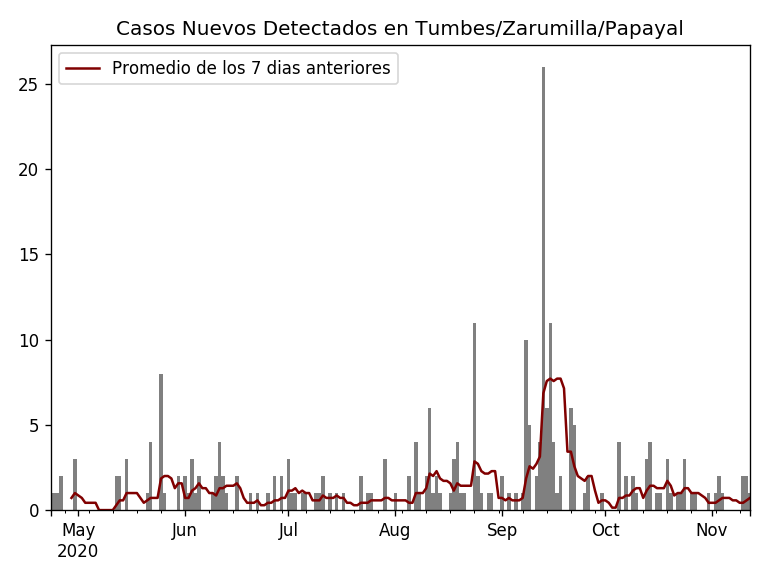 Casos Nuevos Detectados en Tumbes/Zarumilla/Papayal
Promedio de los 7 dias anteriores
25
20
15
10
5
0
May Jun Jul Aug Sep Oct Nov
2020